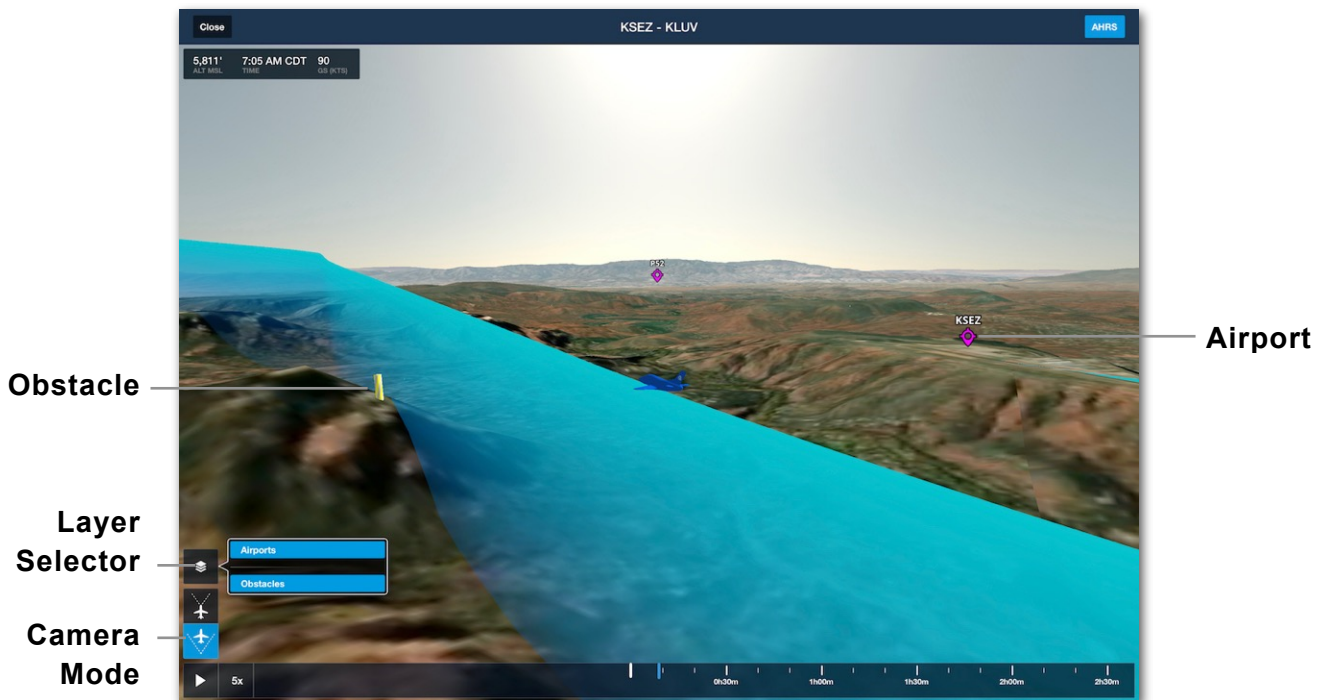 Close
KSEZ - KLUV
AHRS
5,811' 7:05 AM CDT 90
ALT MSL TIME GS (KTS)
P52
KSEZ
Airport
Obstacle
Layer
Selector
Airports
Obstacles
Camera
Mode
5x
0h30m 1h00m 1h30m 2h00m 2h30m